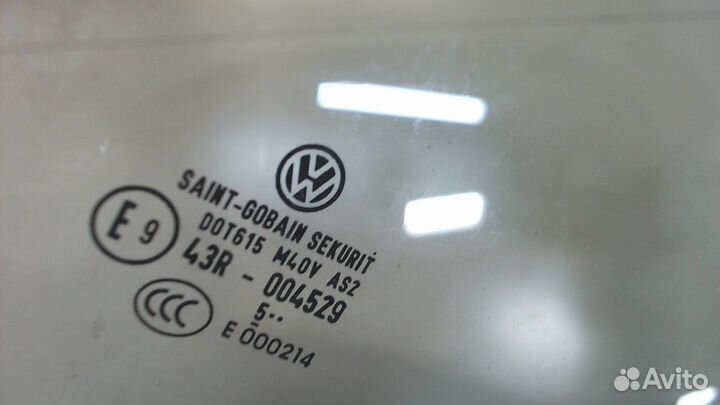 SAINT-GOBAIN SEKURIT
DOT615 M40V AS2
E 9
43R - 004529
5..
CCC
E 000214
Avito